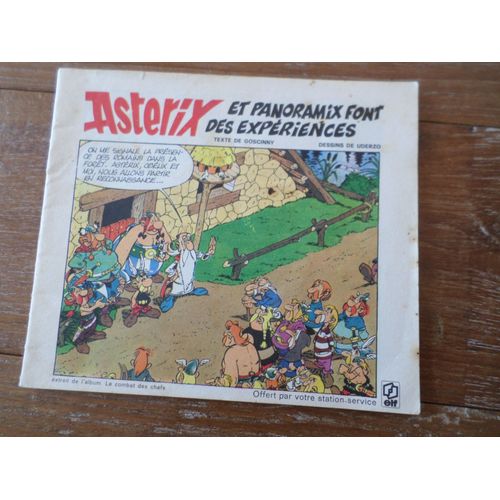 Asterix
ET PANORAMIX FONT
DES EXPÉRIENCES
TEXTE DE GOSCINNY DESSINS DE UDERZO
ON ME SIGNALE LA PRÉSEN-
CE DES ROMAINS DANS LA
FORÊT. ASTÉRIX, OBÉLIX ET
MOI, NOUS ALLONS PARTIR
EN RECONNAISSANCE...
extrait de l'album Le combat des chefs
Offert par votre station-service
elf